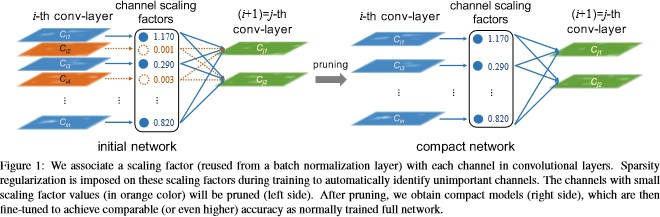 i-th conv-layer
channel scaling factors
(i+1)=j-th conv-layer
i-th conv-layer
channel scaling factors
(i+1)=j-th conv-layer
Ci1 1.170
Ci2 0.001
Ci3 0.290
Ci4 0.003
⋮ ⋮ ⋮
Cin 0.820
Cj1
Cj2
pruning
Ci1 1.170
Ci3 0.290
⋮ ⋮ ⋮
Cin 0.820
Cj1
Cj2
initial network
compact network
Figure 1: We associate a scaling factor (reused from a batch normalization layer) with each channel in convolutional layers. Sparsity
regularization is imposed on these scaling factors during training to automatically identify unimportant channels. The channels with small
scaling factor values (in orange color) will be pruned (left side). After pruning, we obtain compact models (right side), which are then
fine-tuned to achieve comparable (or even higher) accuracy as normally trained full network.